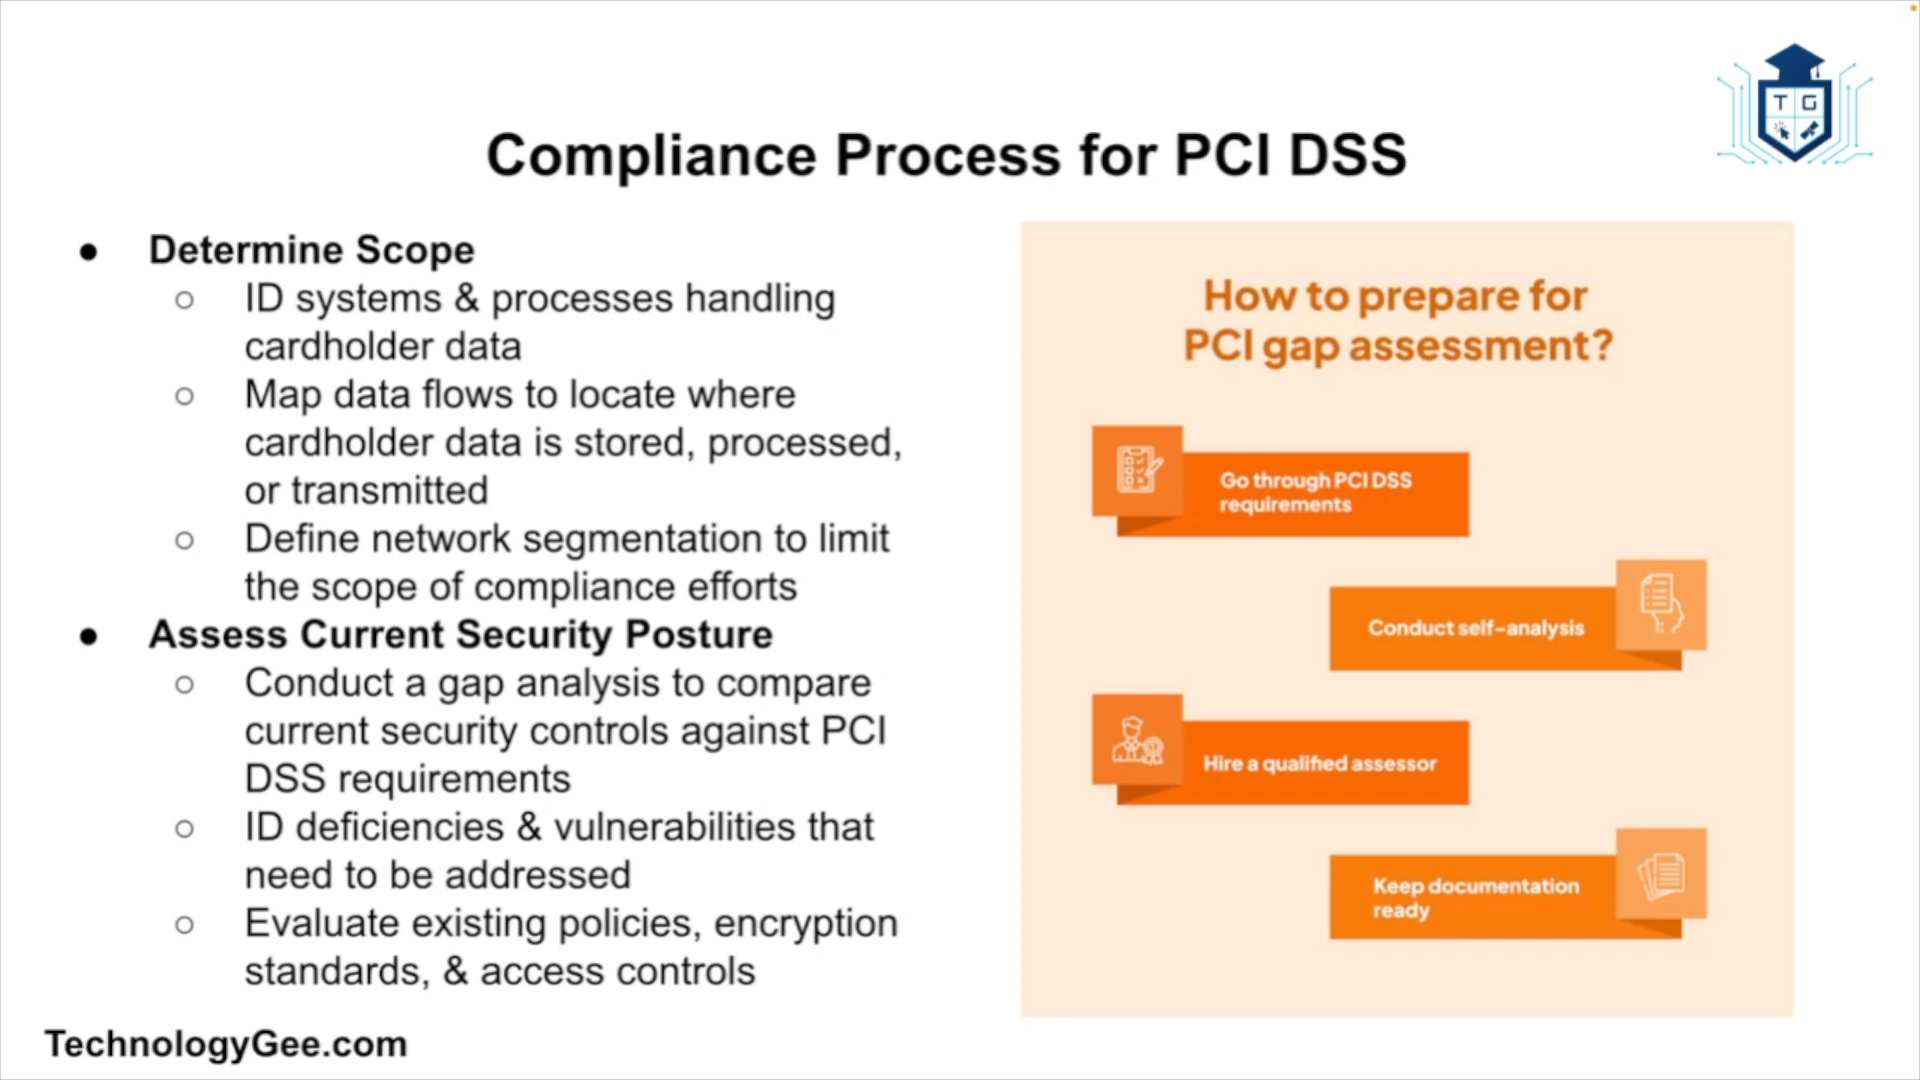 T G
Compliance Process for PCI DSS
● Determine Scope
○ ID systems & processes handling
cardholder data
○ Map data flows to locate where
cardholder data is stored, processed,
or transmitted
○ Define network segmentation to limit
the scope of compliance efforts
● Assess Current Security Posture
○ Conduct a gap analysis to compare
current security controls against PCI
DSS requirements
○ ID deficiencies & vulnerabilities that
need to be addressed
○ Evaluate existing policies, encryption
standards, & access controls
How to prepare for
PCI gap assessment?
Go through PCI DSS
requirements
Conduct self-analysis
Hire a qualified assessor
Keep documentation
ready
TechnologyGee.com